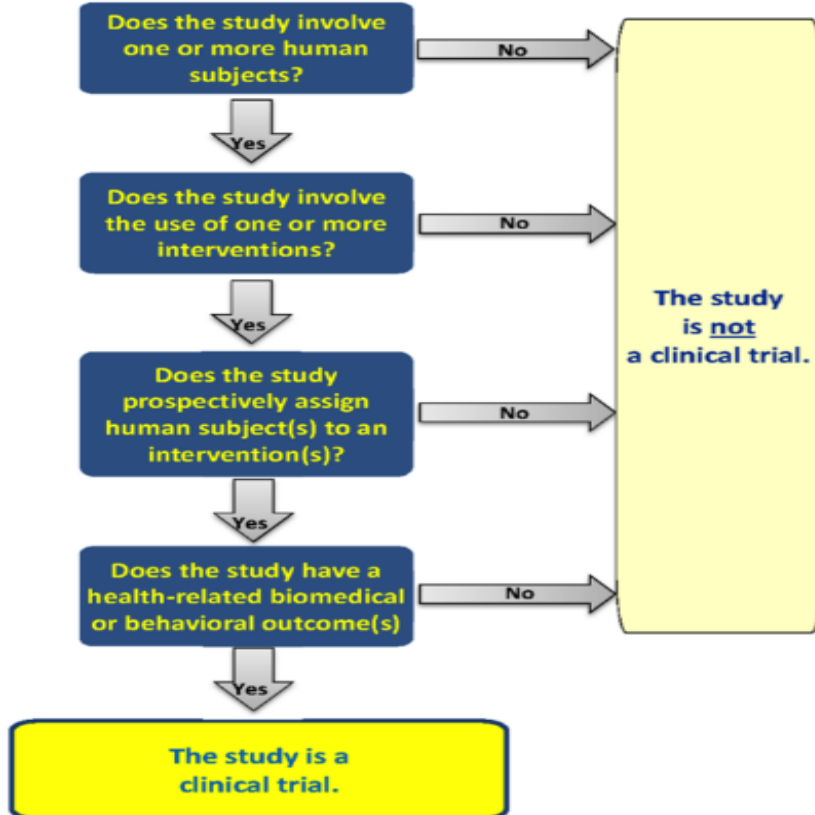 Does the study involve
one or more human
subjects?
No
Yes
Does the study involve
the use of one or more
interventions?
No
Yes
The study
is not
a clinical trial.
Does the study
prospectively assign
human subject(s) to an
intervention(s)?
No
Yes
Does the study have a
health-related biomedical
or behavioral outcome(s)
No
Yes
The study is a
clinical trial.